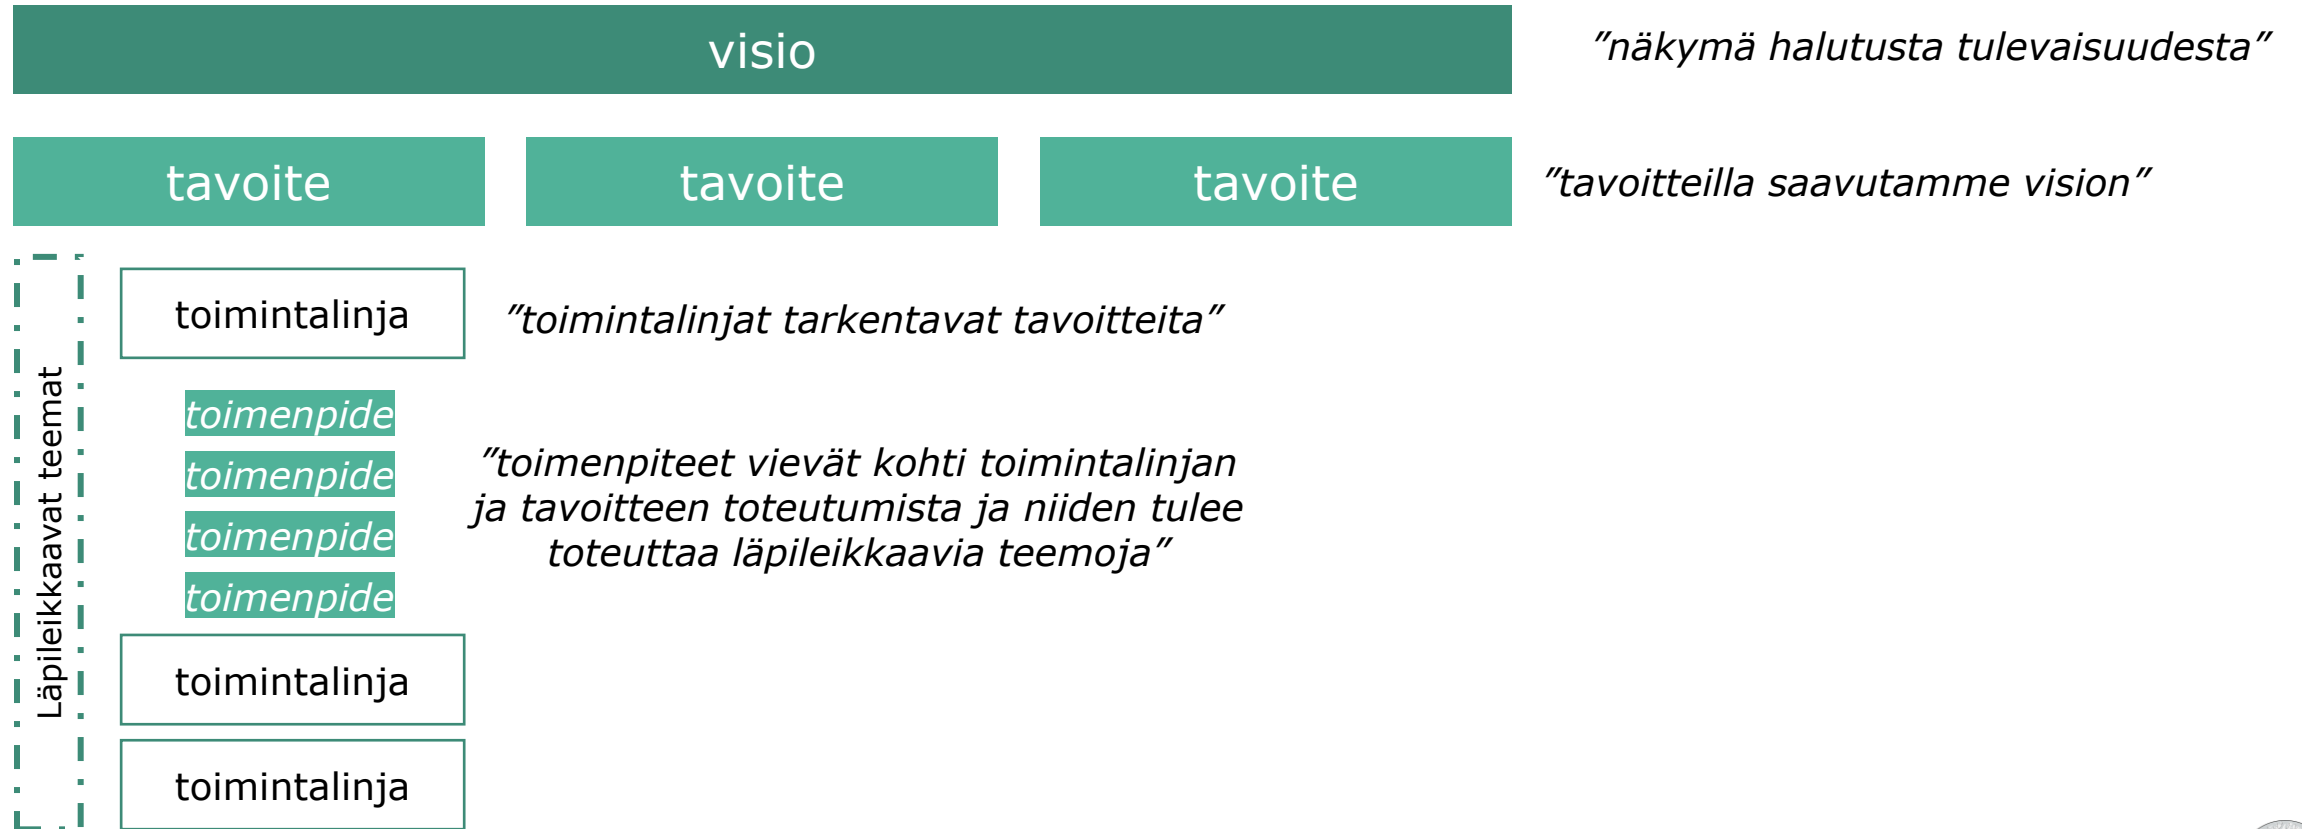 visio
”näkymä halutusta tulevaisuudesta”
tavoite
tavoite
tavoite
”tavoitteilla saavutamme vision”
Läpileikkaavat teemat
toimintalinja
”toimintalinjat tarkentavat tavoitteita”
toimenpide
toimenpide
toimenpide
toimenpide
”toimenpiteet vievät kohti toimintalinjan
ja tavoitteen toteutumista ja niiden tulee
toteuttaa läpileikkaavia teemoja”
toimintalinja
toimintalinja